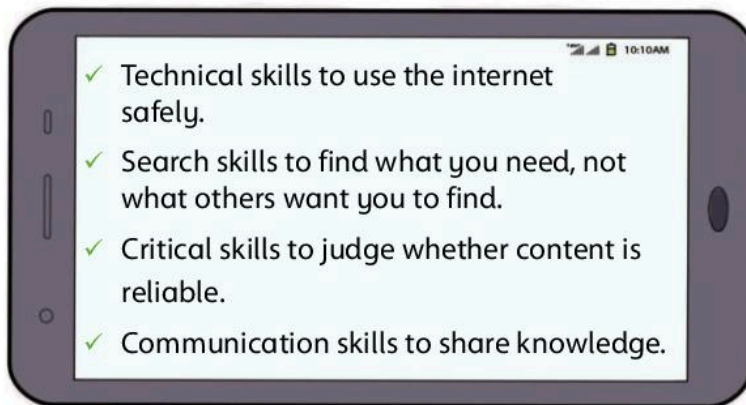 10:10AM
✓ Technical skills to use the internet
safely.
✓ Search skills to find what you need, not
what others want you to find.
✓ Critical skills to judge whether content is
reliable.
✓ Communication skills to share knowledge.